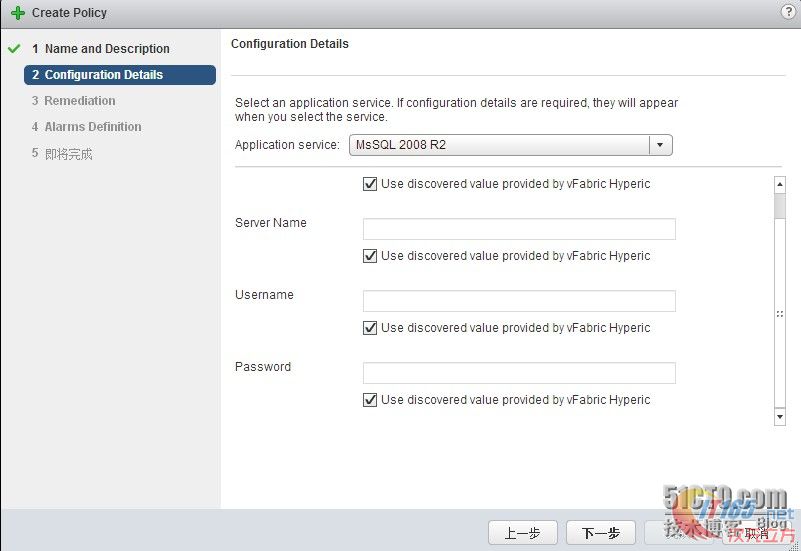 Create Policy
?
1 Name and Description
2 Configuration Details
3 Remediation
4 Alarms Definition
5 即将完成
Configuration Details
Select an application service. If configuration details are required, they will appear
when you select the service.
Application service: MsSQL 2008 R2
Use discovered value provided by vFabric Hyperic
Server Name
Use discovered value provided by vFabric Hyperic
Username
Use discovered value provided by vFabric Hyperic
Password
Use discovered value provided by vFabric Hyperic
上一步
下一步
取消
51CTO.com
技术博客 Blog
IT165.net